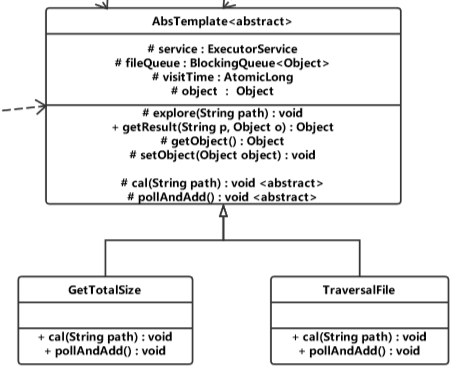 AbsTemplate<abstract>
# service : ExecutorService
# fileQueue : BlockingQueue<Object>
# visitTime : AtomicLong
# object : Object
# explore(String path) : void
+ getResult(String p, Object o) : Object
# getObject() : Object
# setObject(Object object) : void
# cal(String path) : void <abstract>
# pollAndAdd() : void <abstract>
GetTotalSize
+ cal(String path) : void
+ pollAndAdd() : void
TraversalFile
+ cal(String path) : void
+ pollAndAdd() : void